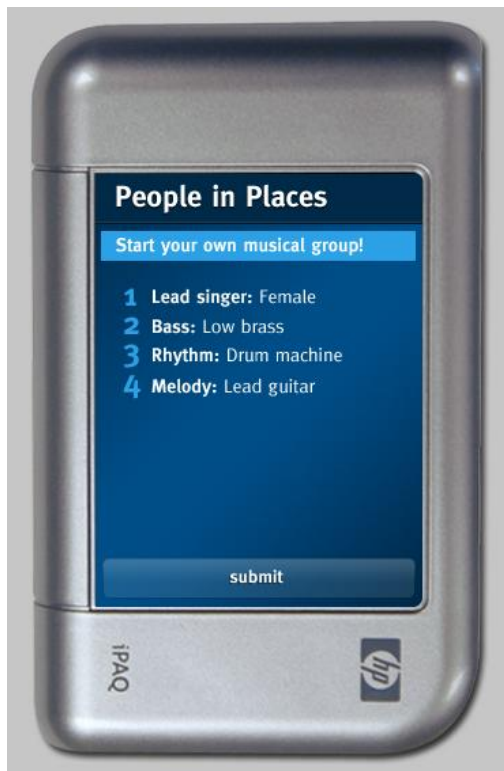 People in Places
Start your own musical group!
1 Lead singer: Female
2 Bass: Low brass
3 Rhythm: Drum machine
4 Melody: Lead guitar
submit
iPAQ
hp